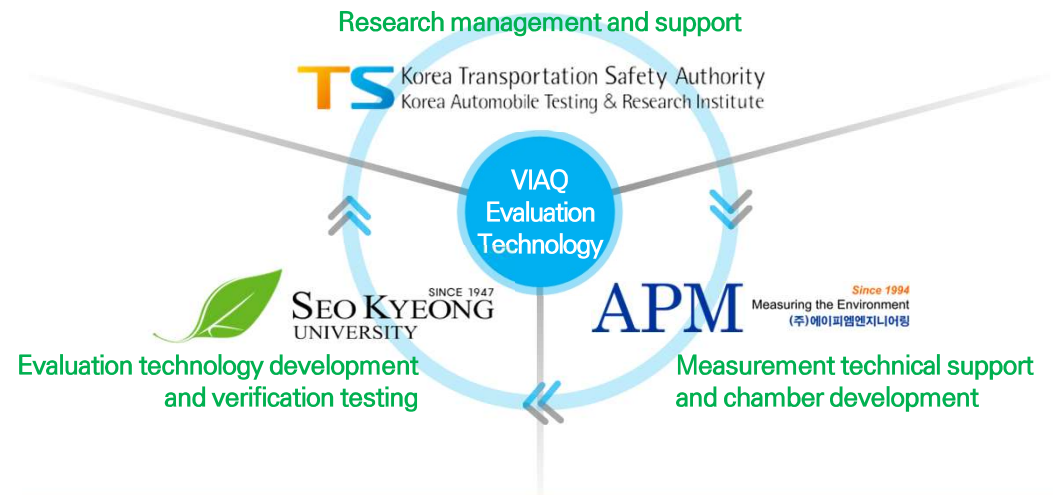 Research management and support
TS Korea Transportation Safety Authority
Korea Automobile Testing & Research Institute
VIAQ
Evaluation
Technology
SINCE 1947
SEO KYEONG
UNIVERSITY
Evaluation technology development
and verification testing
Since 1994
APM Measuring the Environment
(주)에이피엠엔지니어링
Measurement technical support
and chamber development